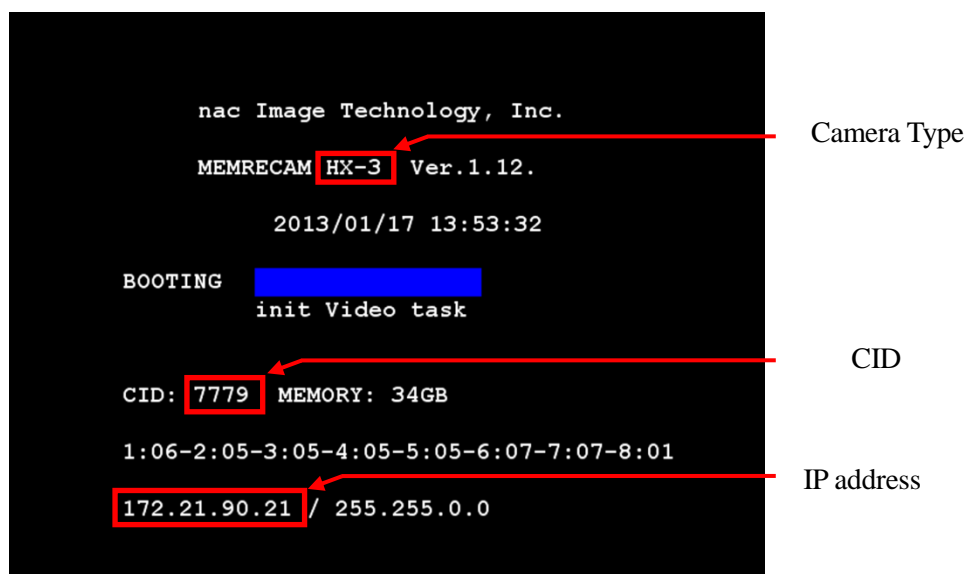 nac Image Technology, Inc.
Camera Type
MEMRECAM HX-3 Ver.1.12.
2013/01/17 13:53:32
BOOTING
init Video task
CID
CID: 7779 MEMORY: 34GB
1:06-2:05-3:05-4:05-5:05-6:07-7:07-8:01
IP address
172.21.90.21 / 255.255.0.0